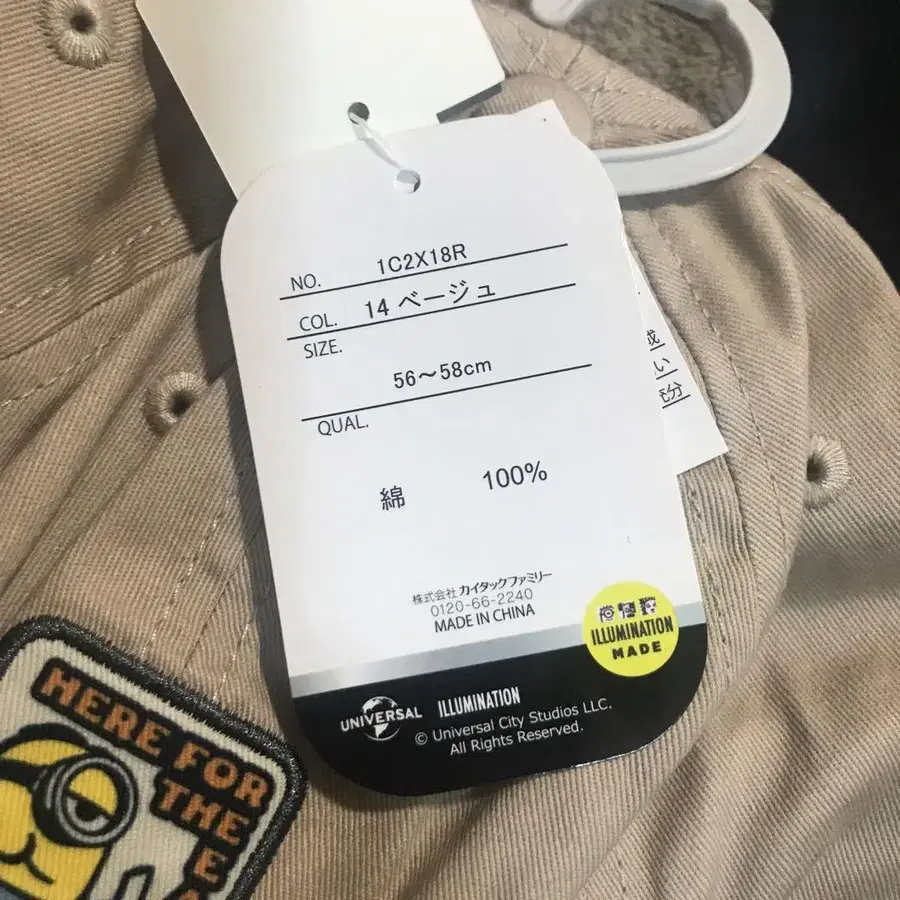 NO. 1C2X18R
COL. 14 ベージュ
SIZE.
56～58cm
QUAL.
綿 100%
株式会社 カイタックファミリー
0120-66-2240
MADE IN CHINA
ILLUMINATION
MADE
UNIVERSAL ILLUMINATION
© Universal City Studios LLC.
All Rights Reserved.
い
HERE FOR
THE